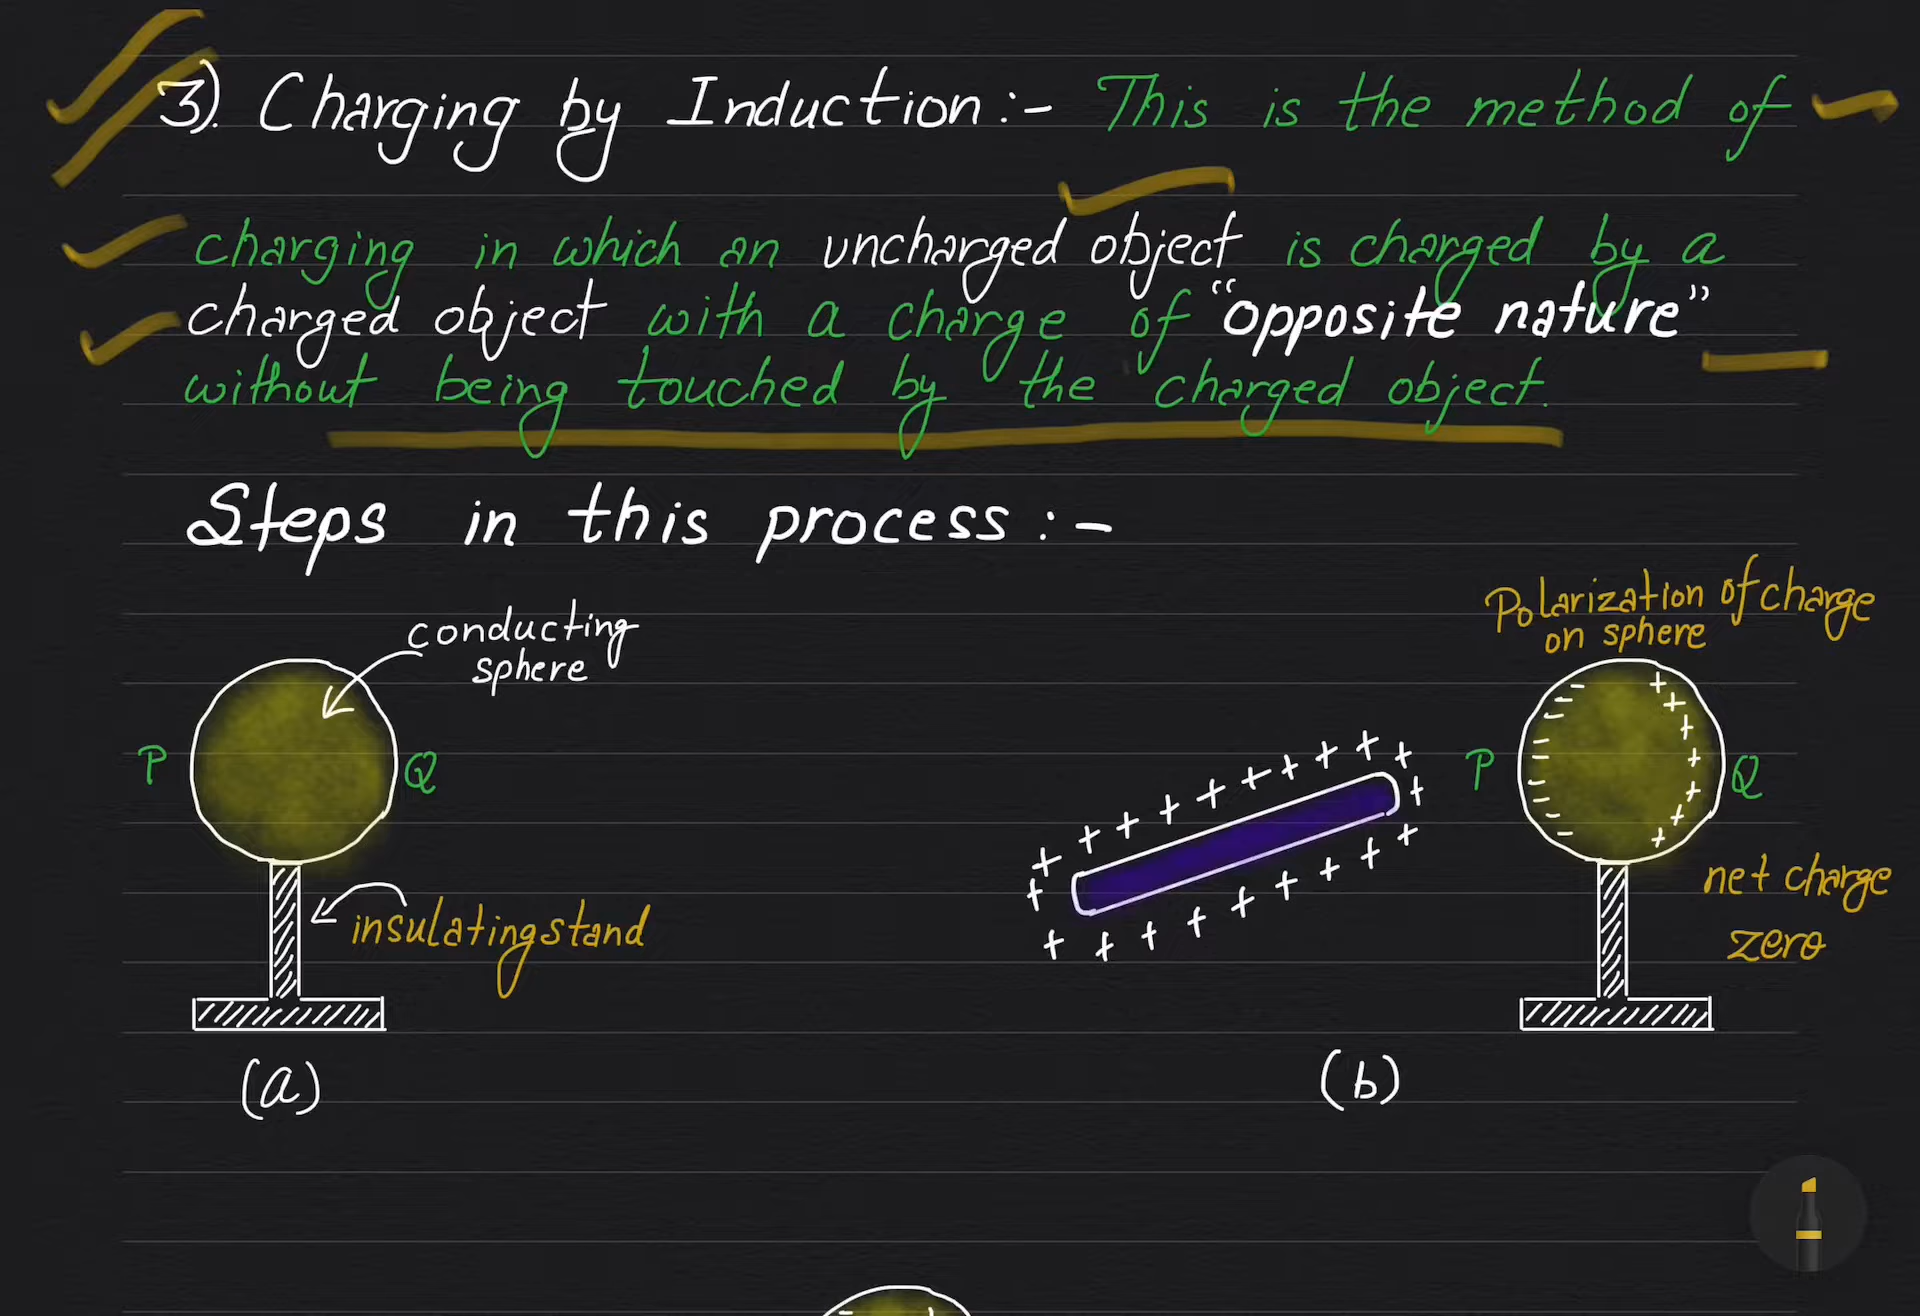 3). Charging by Induction :- This is the method of
charging in which an uncharged object is charged by a
charged object with a charge of "opposite nature"
without being touched by the charged object.
Steps in this process :-
conducting
sphere
P
Q
insulating stand
(a)
Polarization of charge
on sphere
+ + + + + + + + + +
+
+
+ + + + + + + + +
P
Q
- - - - - - - -
+ + + + + + +
net charge
zero
(b)